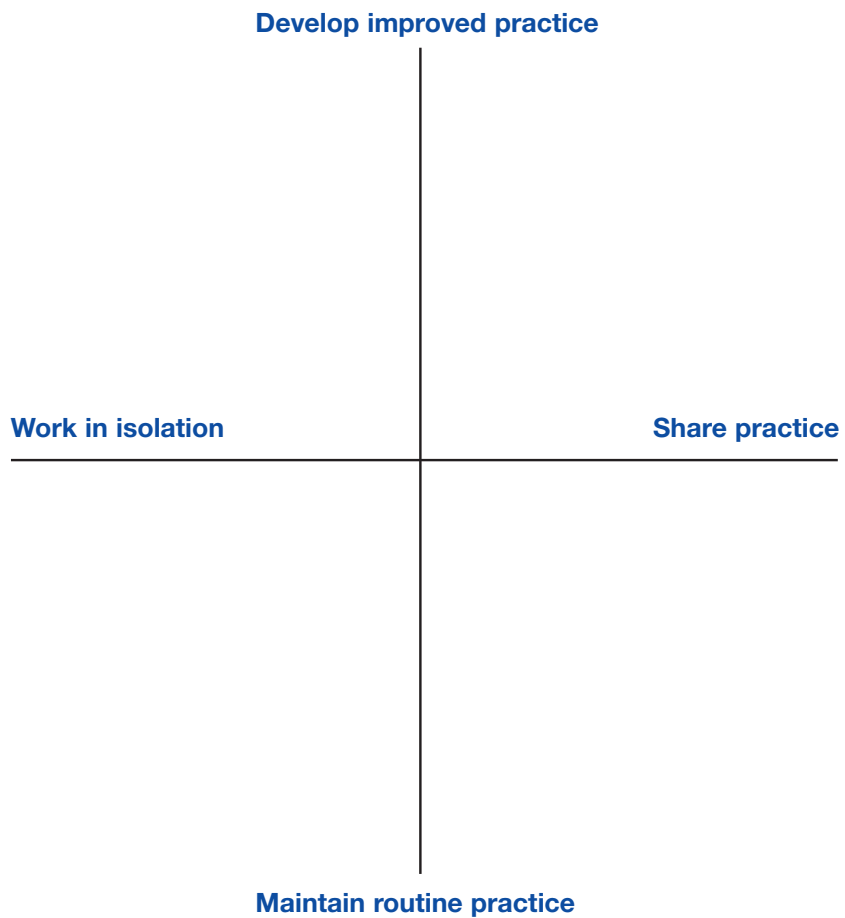 Develop improved practice
Work in isolation
Share practice
Maintain routine practice